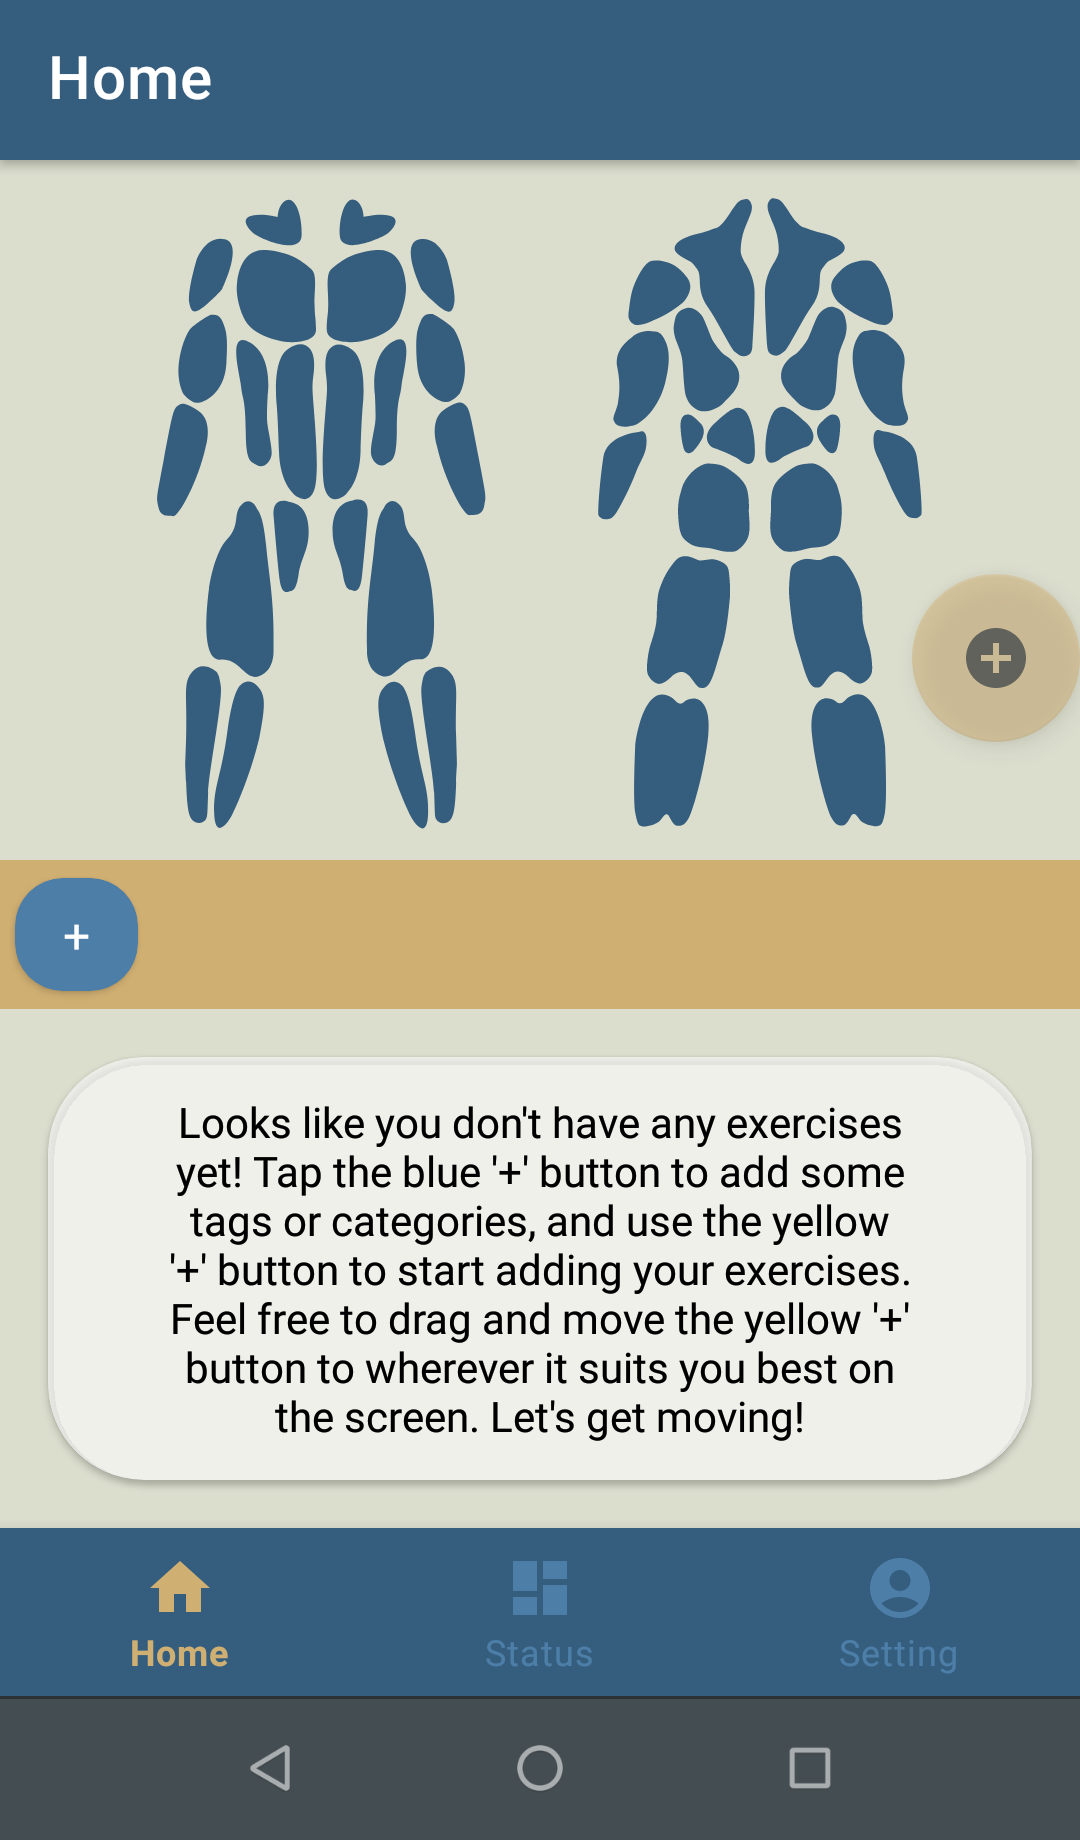 Home
+
+
Looks like you don't have any exercises
yet! Tap the blue '+' button to add some
tags or categories, and use the yellow
'+' button to start adding your exercises.
Feel free to drag and move the yellow '+'
button to wherever it suits you best on
the screen. Let's get moving!
Home
Status
Setting